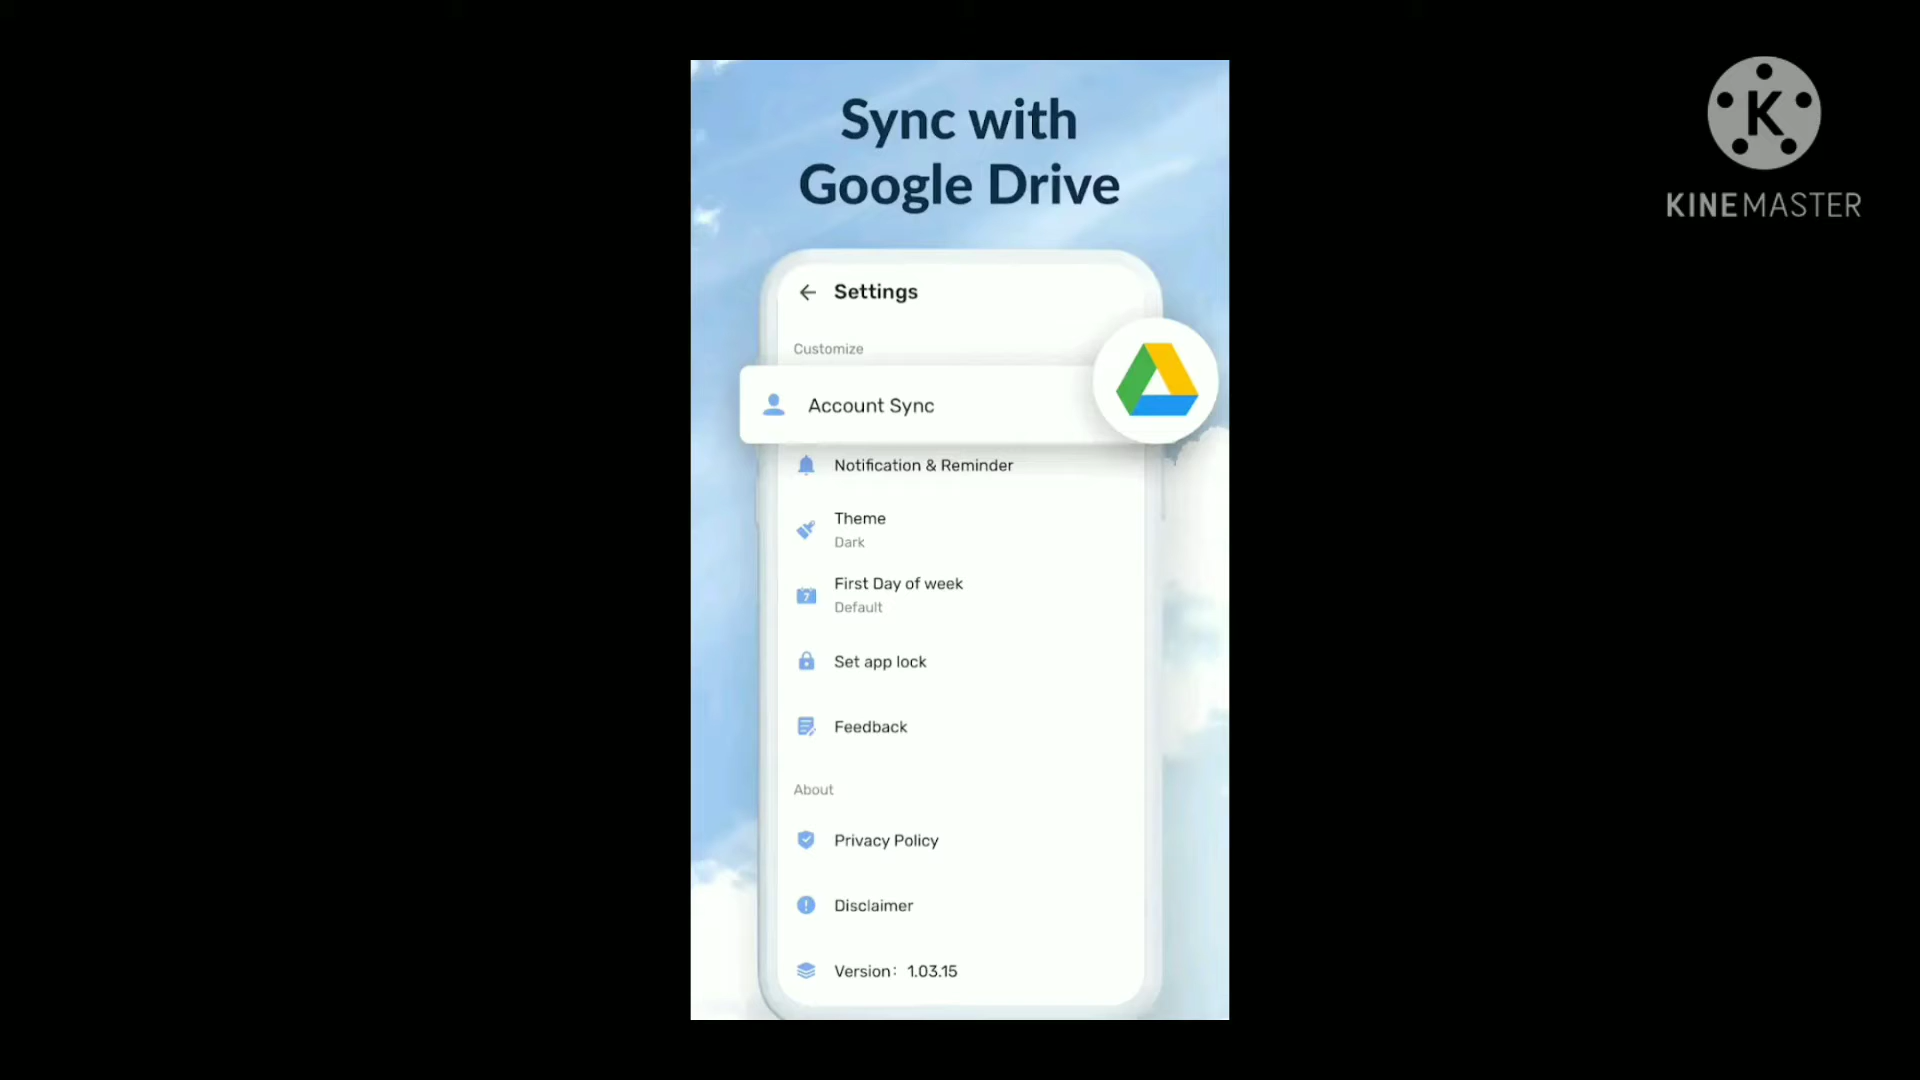 Sync with
Google Drive
K
KINEMASTER
Settings
Customize
Account Sync
Notification & Reminder
Theme
Dark
7
First Day of week
Default
Set app lock
Feedback
About
Privacy Policy
Disclaimer
Version: 1.03.15